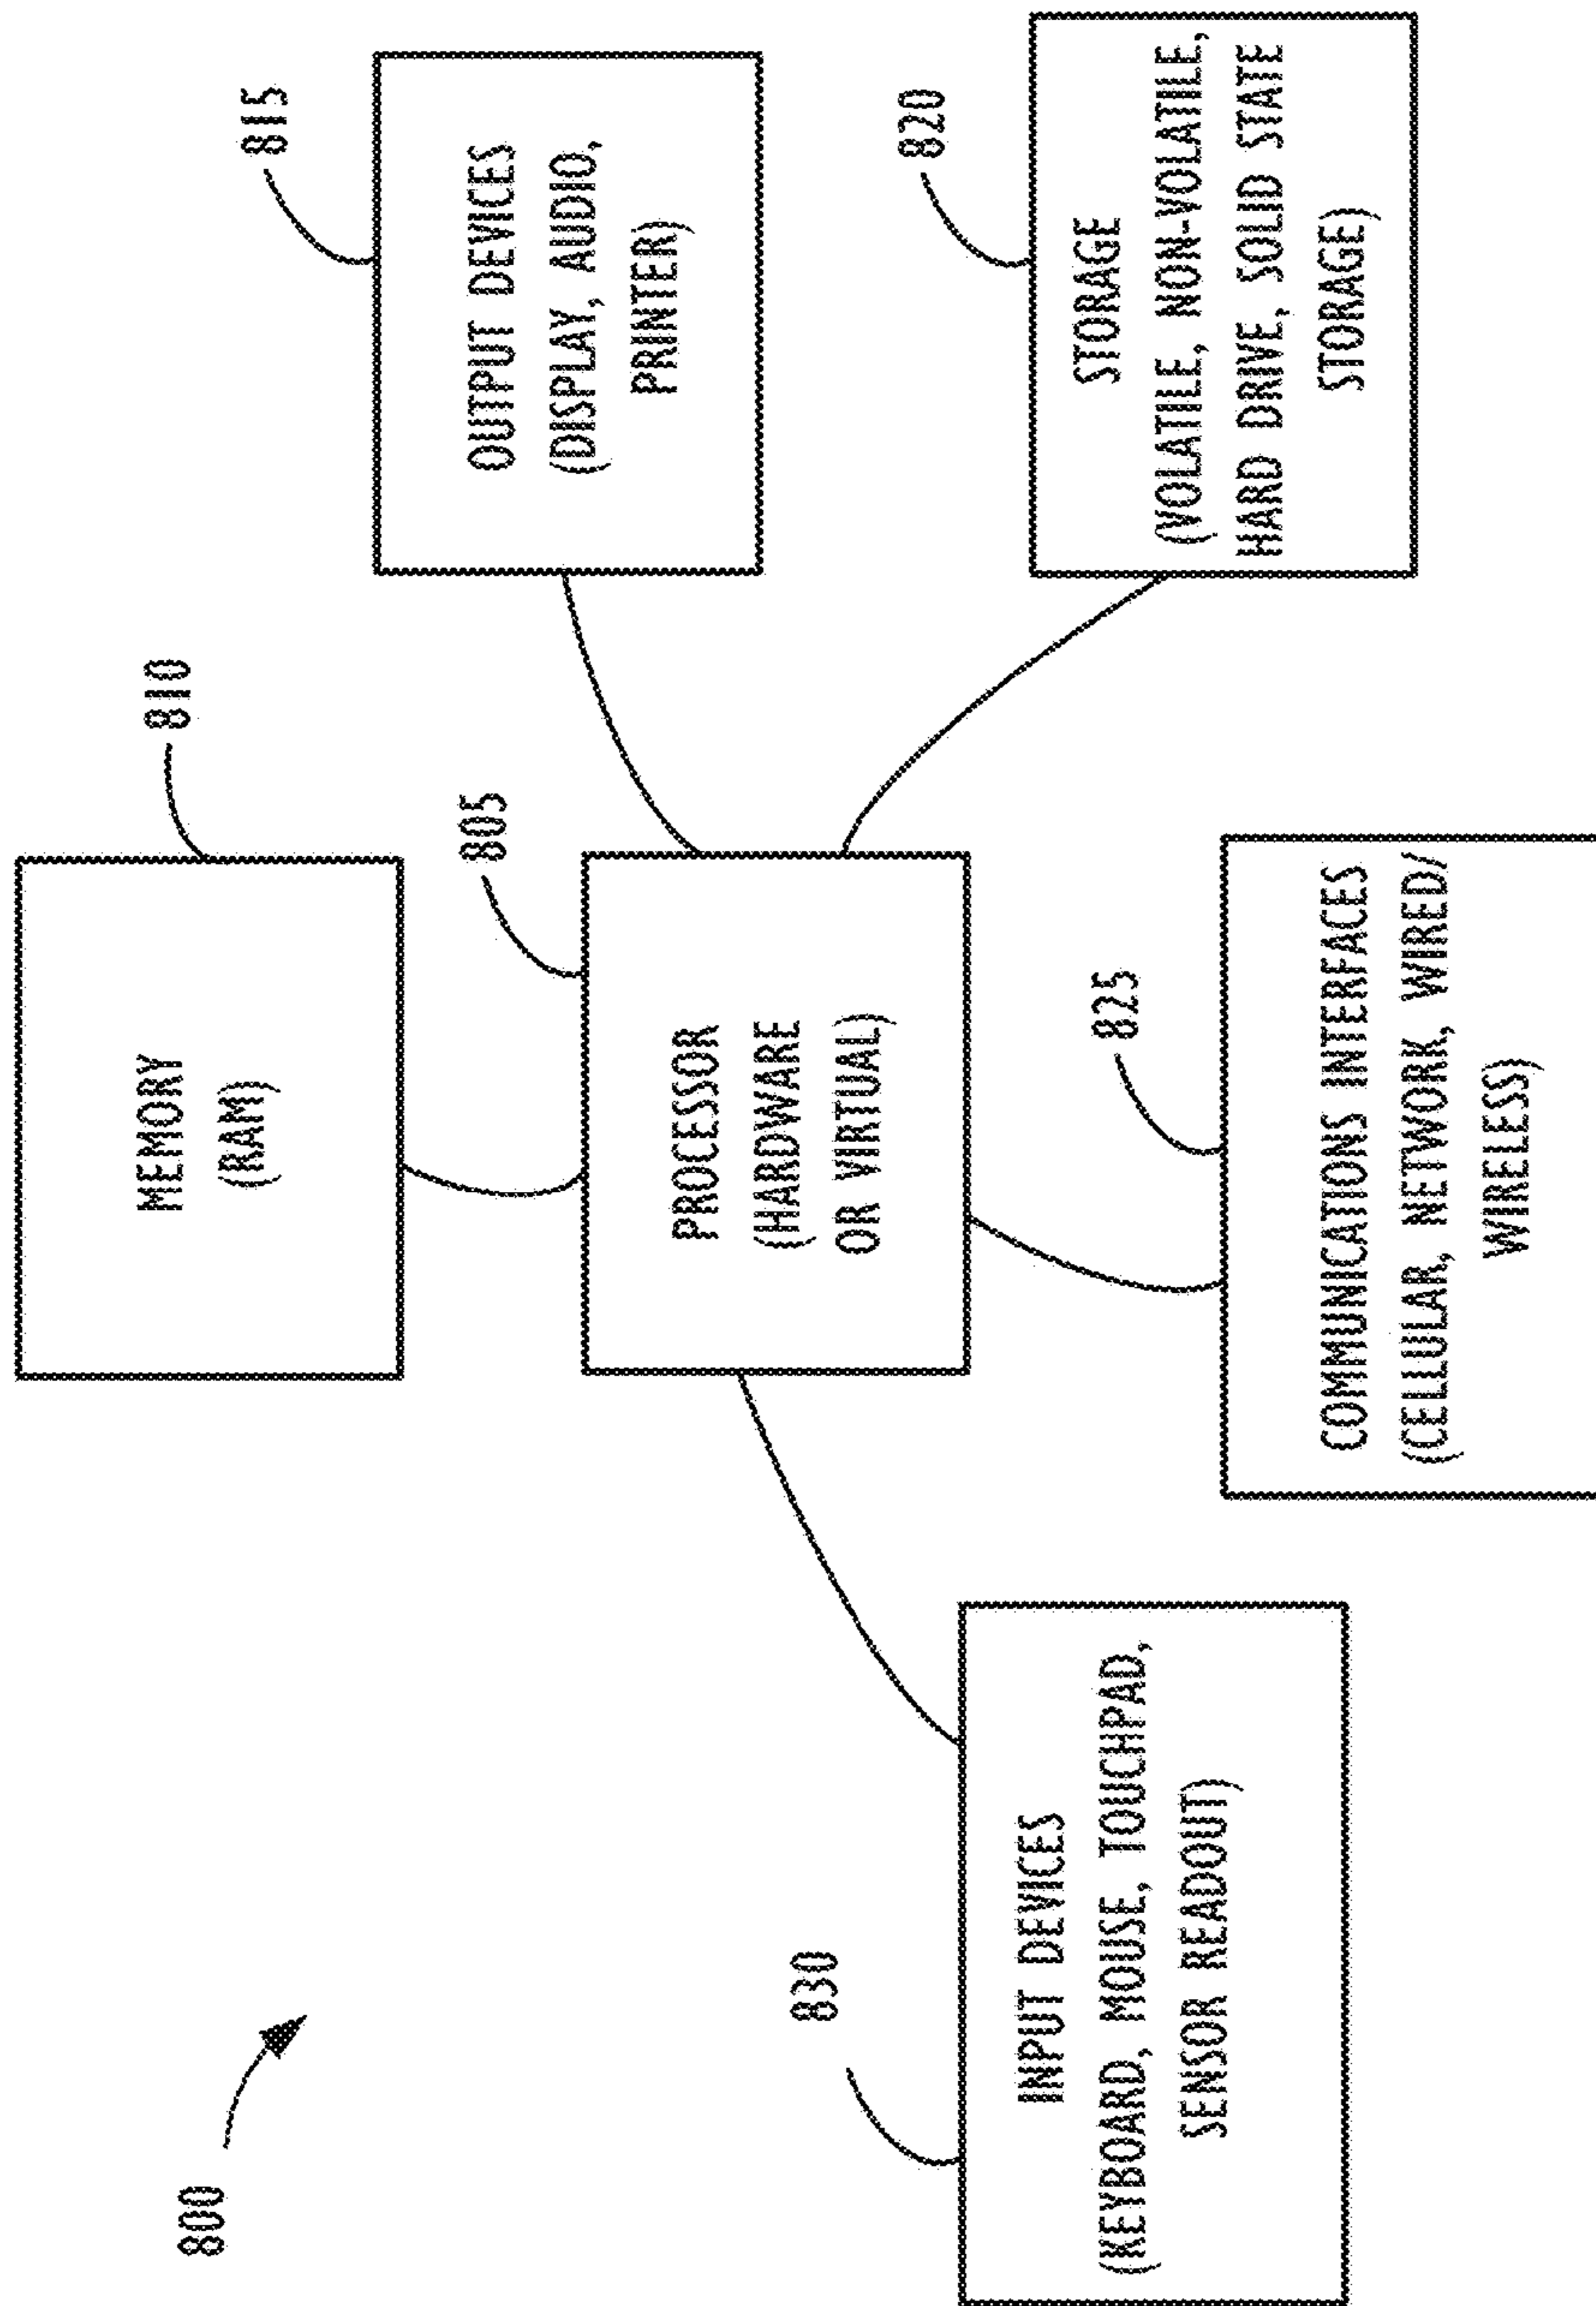 800
810
MEMORY
(RAM)
815
OUTPUT DEVICES
(DISPLAY, AUDIO,
PRINTER)
805
PROCESSOR
(HARDWARE
OR VIRTUAL)
830
INPUT DEVICES
(KEYBOARD, MOUSE, TOUCHPAD,
SENSOR READOUT)
825
COMMUNICATIONS INTERFACES
(CELLULAR, NETWORK, WIRED/
WIRELESS)
820
STORAGE
(VOLATILE, NON-VOLATILE,
HARD DRIVE, SOLID STATE
STORAGE)